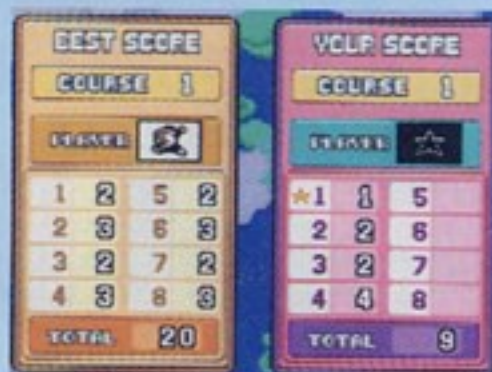 BEST SCORE
COURSE 1
PLAYER
1 2 5 2
2 3 6 3
3 2 7 2
4 3 8 3
TOTAL 20
YOUR SCORE
COURSE 1
PLAYER
1 1 5
2 2 6
3 2 7
4 4 8
TOTAL 9